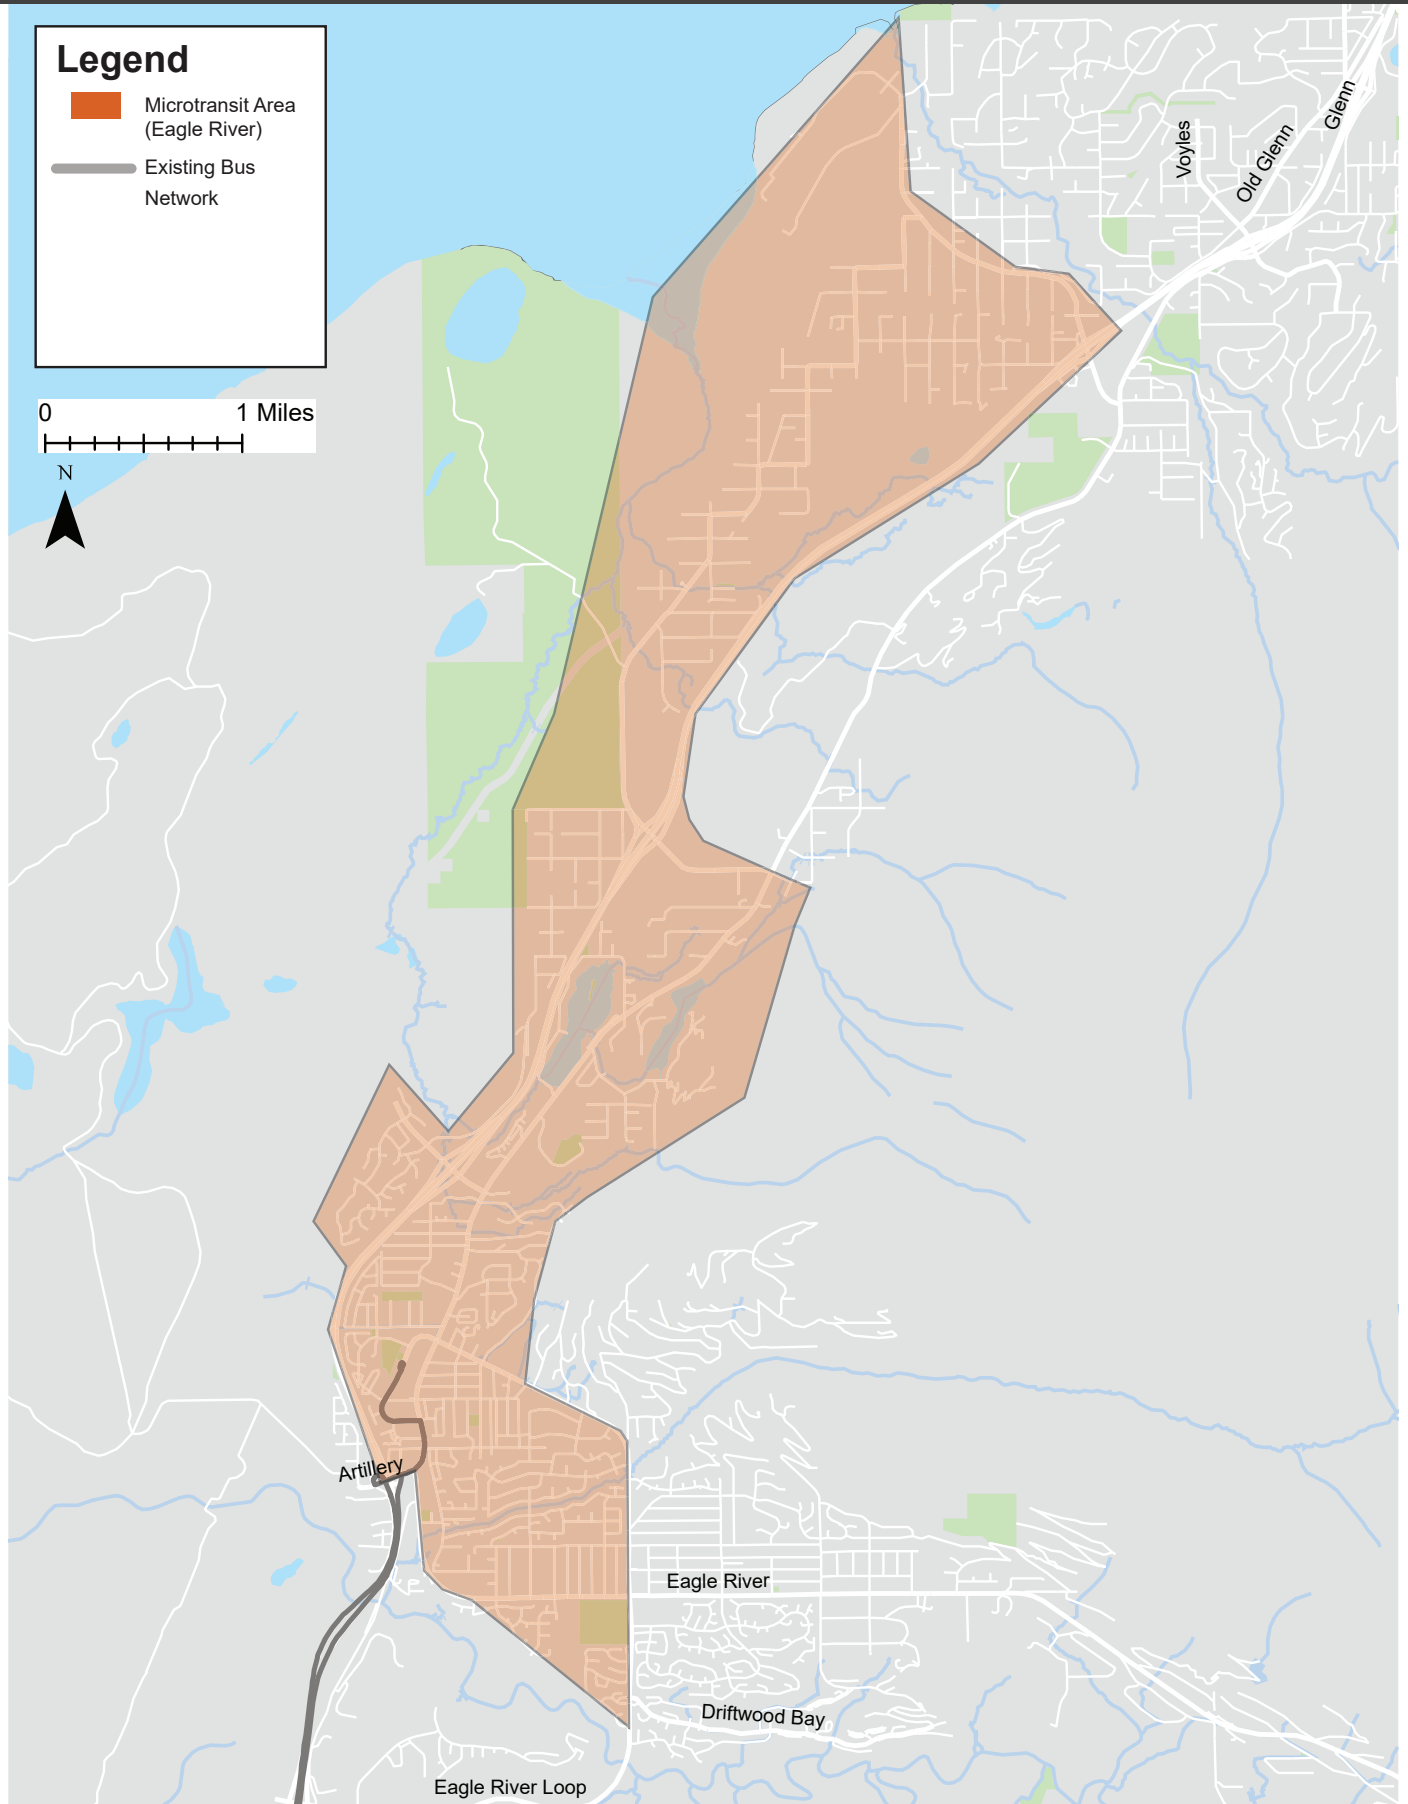 Legend
Microtransit Area
(Eagle River)
Existing Bus
Network
0 1 Miles
N
Voyles
Old Glenn
Glenn
Artillery
Eagle River
Driftwood Bay
Eagle River Loop